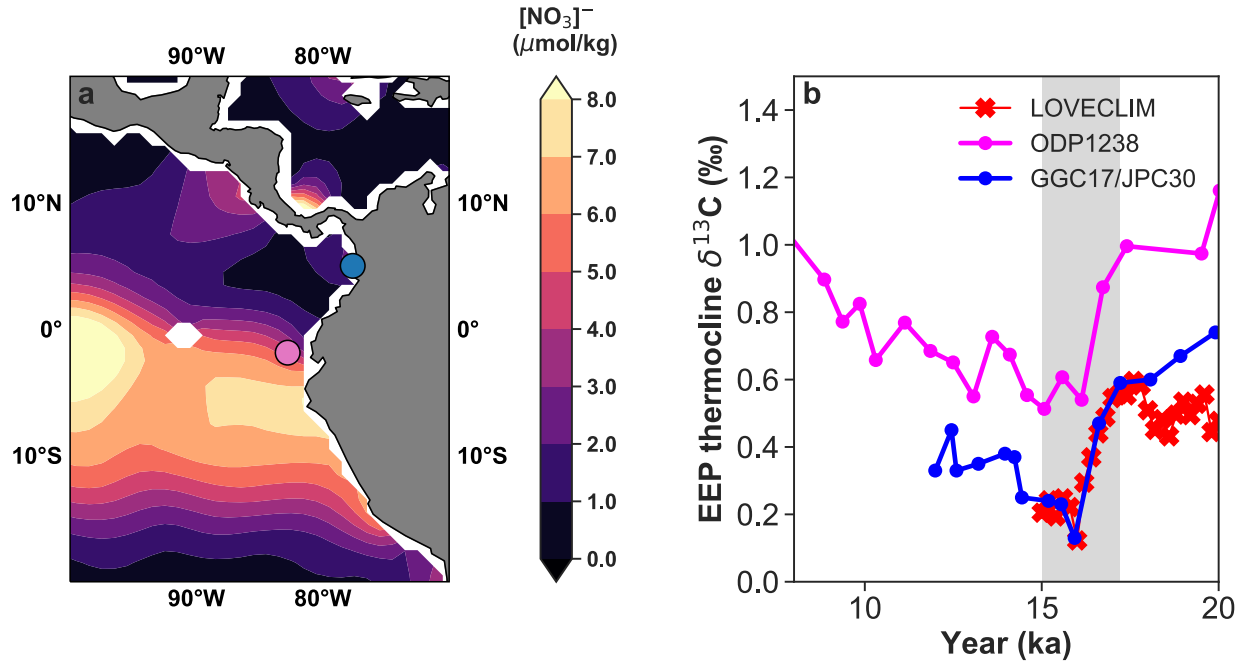 [NO₃]⁻
(μmol/kg)
90°W 80°W
a
10°N
0°
10°S
10°N
0°
10°S
90°W 80°W
8.0
7.0
6.0
5.0
4.0
3.0
2.0
1.0
0.0
b
LOVECLIM
ODP1238
GGC17/JPC30
EEP thermocline δ¹³C (‰)
1.4
1.2
1.0
0.8
0.6
0.4
0.2
0.0
10 15 20
Year (ka)